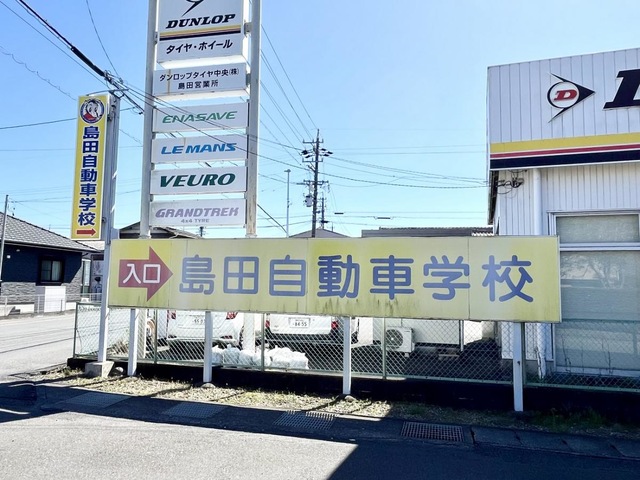 DUNLOP
タイヤ・ホイール
ダンロップタイヤ中央(株)
島田営業所
ENASAVE
LE MANS
VEURO
GRANDTREK
4x4 TYRE
島田自動車学校
D
入口
島田自動車学校